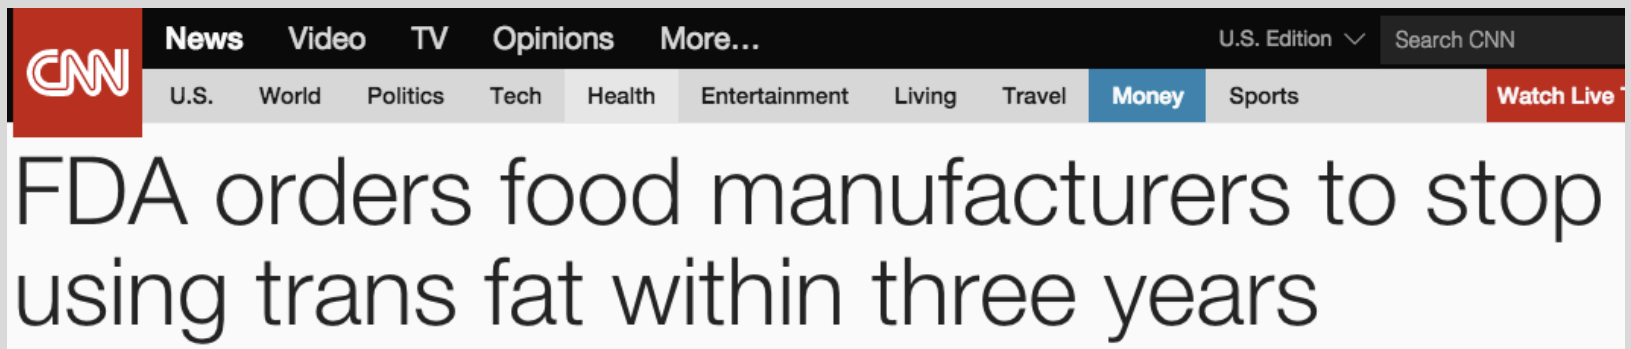 CNN
News Video TV Opinions More...
U.S. Edition
Search CNN
U.S. World Politics Tech Health Entertainment Living Travel Money Sports
Watch Live
FDA orders food manufacturers to stop
using trans fat within three years